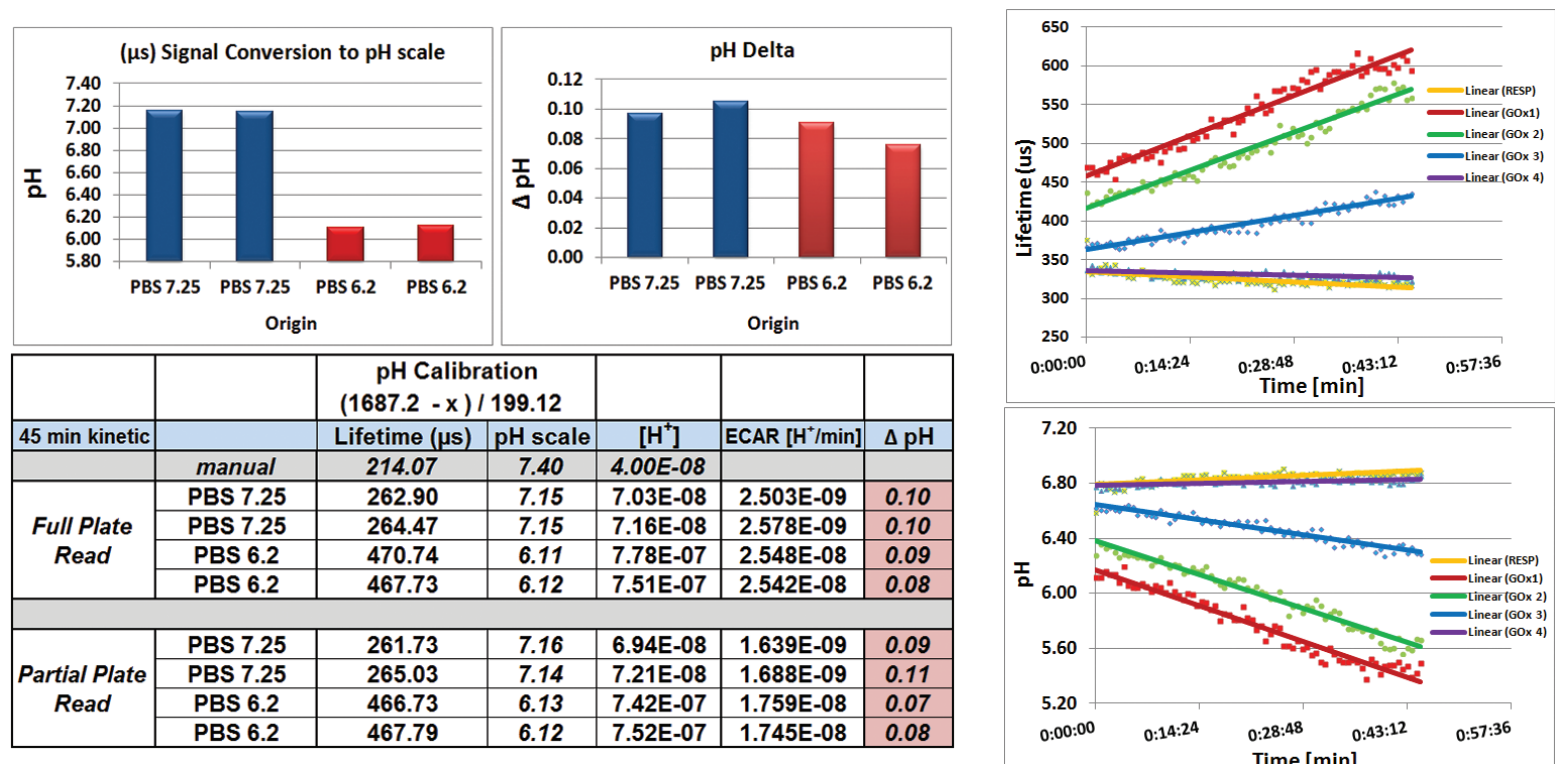 (µs) Signal Conversion to pH scale
7.40
7.20
7.00
6.80
6.60
6.40
6.20
6.00
5.80
pH
PBS 7.25 PBS 7.25 PBS 6.2 PBS 6.2
Origin
pH Delta
0.12
0.10
0.08
0.06
0.04
0.02
0.00
Δ pH
PBS 7.25 PBS 7.25 PBS 6.2 PBS 6.2
Origin
pH Calibration
(1687.2 - x ) / 199.12
45 min kinetic Lifetime (µs) pH scale [H⁺] ECAR [H⁺/min] Δ pH
manual 214.07 7.40 4.00E-08
Full Plate Read
PBS 7.25 262.90 7.15 7.03E-08 2.503E-09 0.10
PBS 7.25 264.47 7.15 7.16E-08 2.578E-09 0.10
PBS 6.2 470.74 6.11 7.78E-07 2.548E-08 0.09
PBS 6.2 467.73 6.12 7.51E-07 2.542E-08 0.08
Partial Plate Read
PBS 7.25 261.73 7.16 6.94E-08 1.639E-09 0.09
PBS 7.25 265.03 7.14 7.21E-08 1.688E-09 0.11
PBS 6.2 466.73 6.13 7.42E-07 1.759E-08 0.07
PBS 6.2 467.79 6.12 7.52E-07 1.745E-08 0.08
650
600
550
500
450
400
350
300
250
Lifetime (us)
Linear (RESP)
Linear (GOx1)
Linear (GOx 2)
Linear (GOx 3)
Linear (GOx 4)
0:00:00 0:14:24 0:28:48 0:43:12 0:57:36
Time [min]
7.20
6.80
6.40
6.00
5.60
5.20
pH
Linear (RESP)
Linear (GOx1)
Linear (GOx 2)
Linear (GOx 3)
Linear (GOx 4)
0:00:00 0:14:24 0:28:48 0:43:12 0:57:36
Time [min]